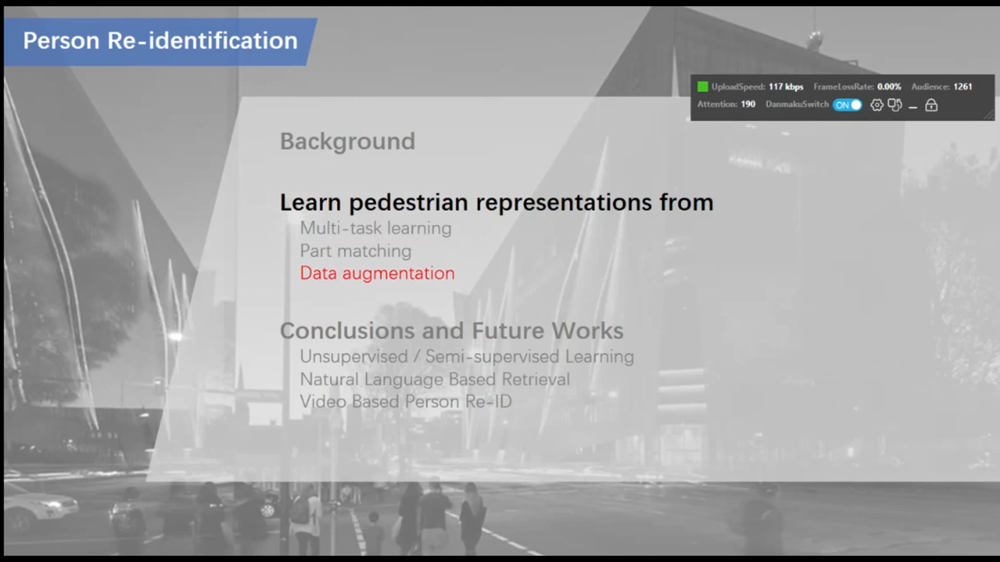 Person Re-identification
UploadSpeed: 117 kbps FrameLossRate: 0.00% Audience: 1261
Attention: 190 DanmakuSwitch ON
Background
Learn pedestrian representations from
Multi-task learning
Part matching
Data augmentation
Conclusions and Future Works
Unsupervised / Semi-supervised Learning
Natural Language Based Retrieval
Video Based Person Re-ID